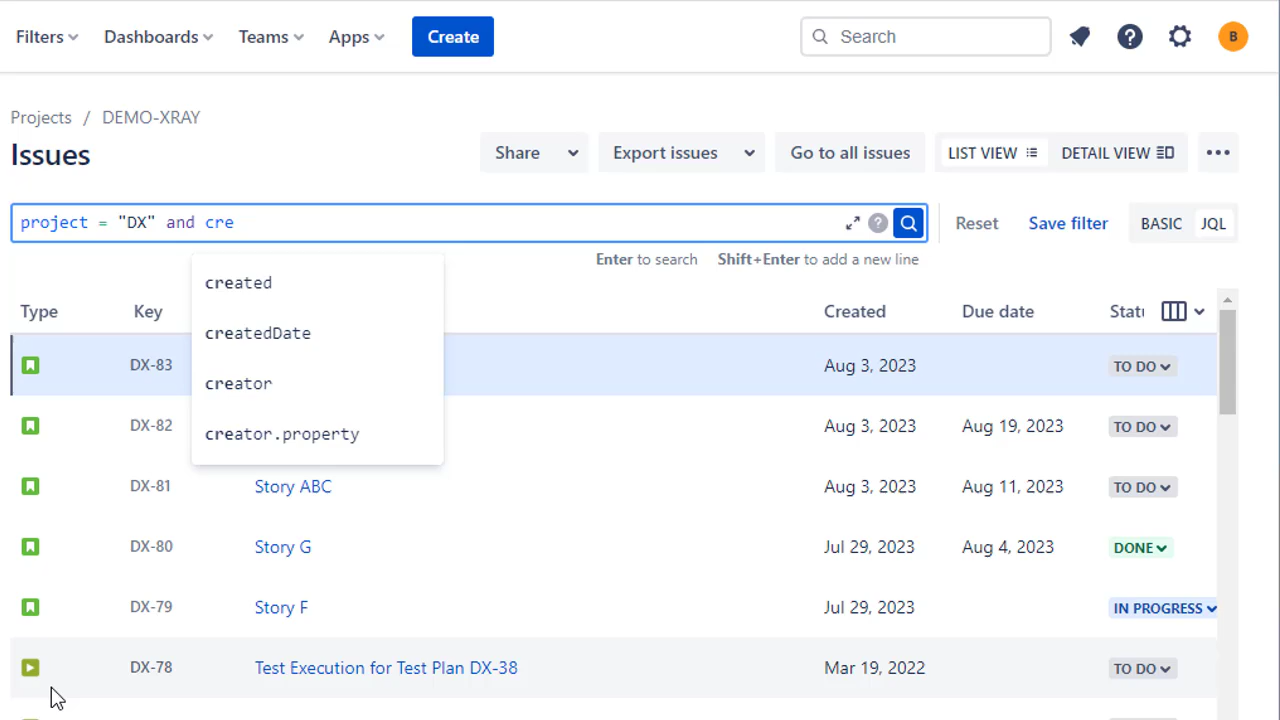 Filters Dashboards Teams Apps Create Search B
Projects / DEMO-XRAY
Issues
Share Export issues Go to all issues LIST VIEW DETAIL VIEW
project = "DX" and cre ? Reset Save filter BASIC JQL
Enter to search Shift+Enter to add a new line
created
createdDate
creator
creator.property
Type Key Created Due date Statu
DX-83 Aug 3, 2023 TO DO
DX-82 Aug 3, 2023 Aug 19, 2023 TO DO
DX-81 Story ABC Aug 3, 2023 Aug 11, 2023 TO DO
DX-80 Story G Jul 29, 2023 Aug 4, 2023 DONE
DX-79 Story F Jul 29, 2023 IN PROGRESS
DX-78 Test Execution for Test Plan DX-38 Mar 19, 2022 TO DO